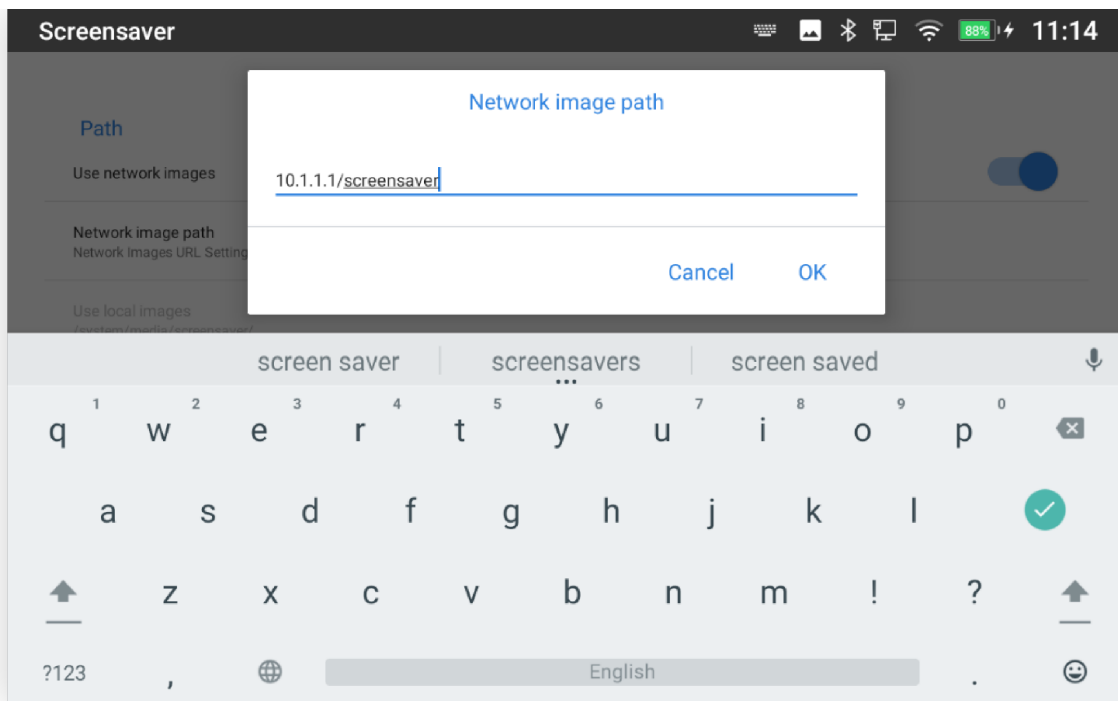 Screensaver
88%
11:14
Network image path
Path
Use network images
10.1.1.1/screensaver
Network image path
Network Images URL Setting
Cancel
OK
Use local images
/system/media/screensaver/
screen saver
screensavers
screen saved
1 2 3 4 5 6 7 8 9 0
q w e r t y u i o p
a s d f g h j k l
z x c v b n m ! ?
?123 , English .